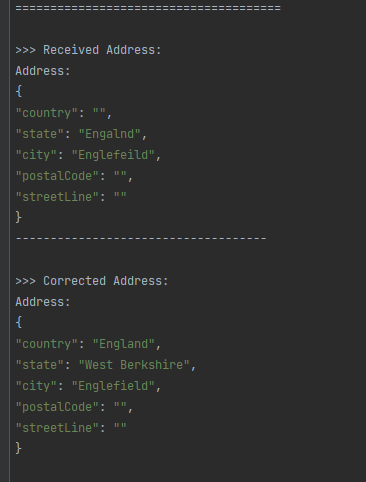 ======================================
>>> Received Address:
Address:
{
"country": "",
"state": "Engalnd",
"city": "Englefeild",
"postalCode": "",
"streetLine": ""
}
------------------------------------
>>> Corrected Address:
Address:
{
"country": "England",
"state": "West Berkshire",
"city": "Englefield",
"postalCode": "",
"streetLine": ""
}